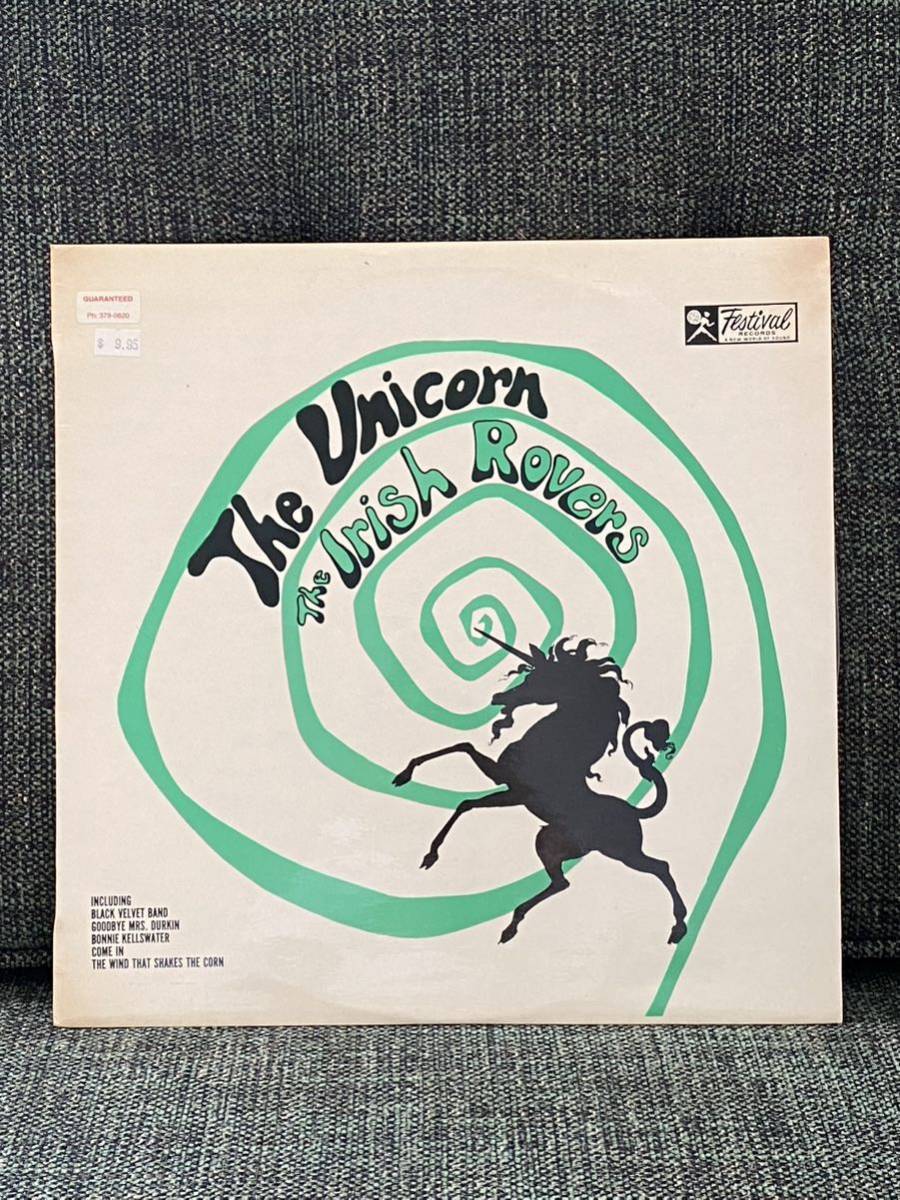 GUARANTEED
Ph: 379-0620
$ 9.95
Festival
RECORDS
A NEW WORLD OF SOUND
The Unicorn
The Irish Rovers
INCLUDING
BLACK VELVET BAND
GOODBYE MRS. DURKIN
BONNIE KELLSWATER
COME IN
THE WIND THAT SHAKES THE CORN